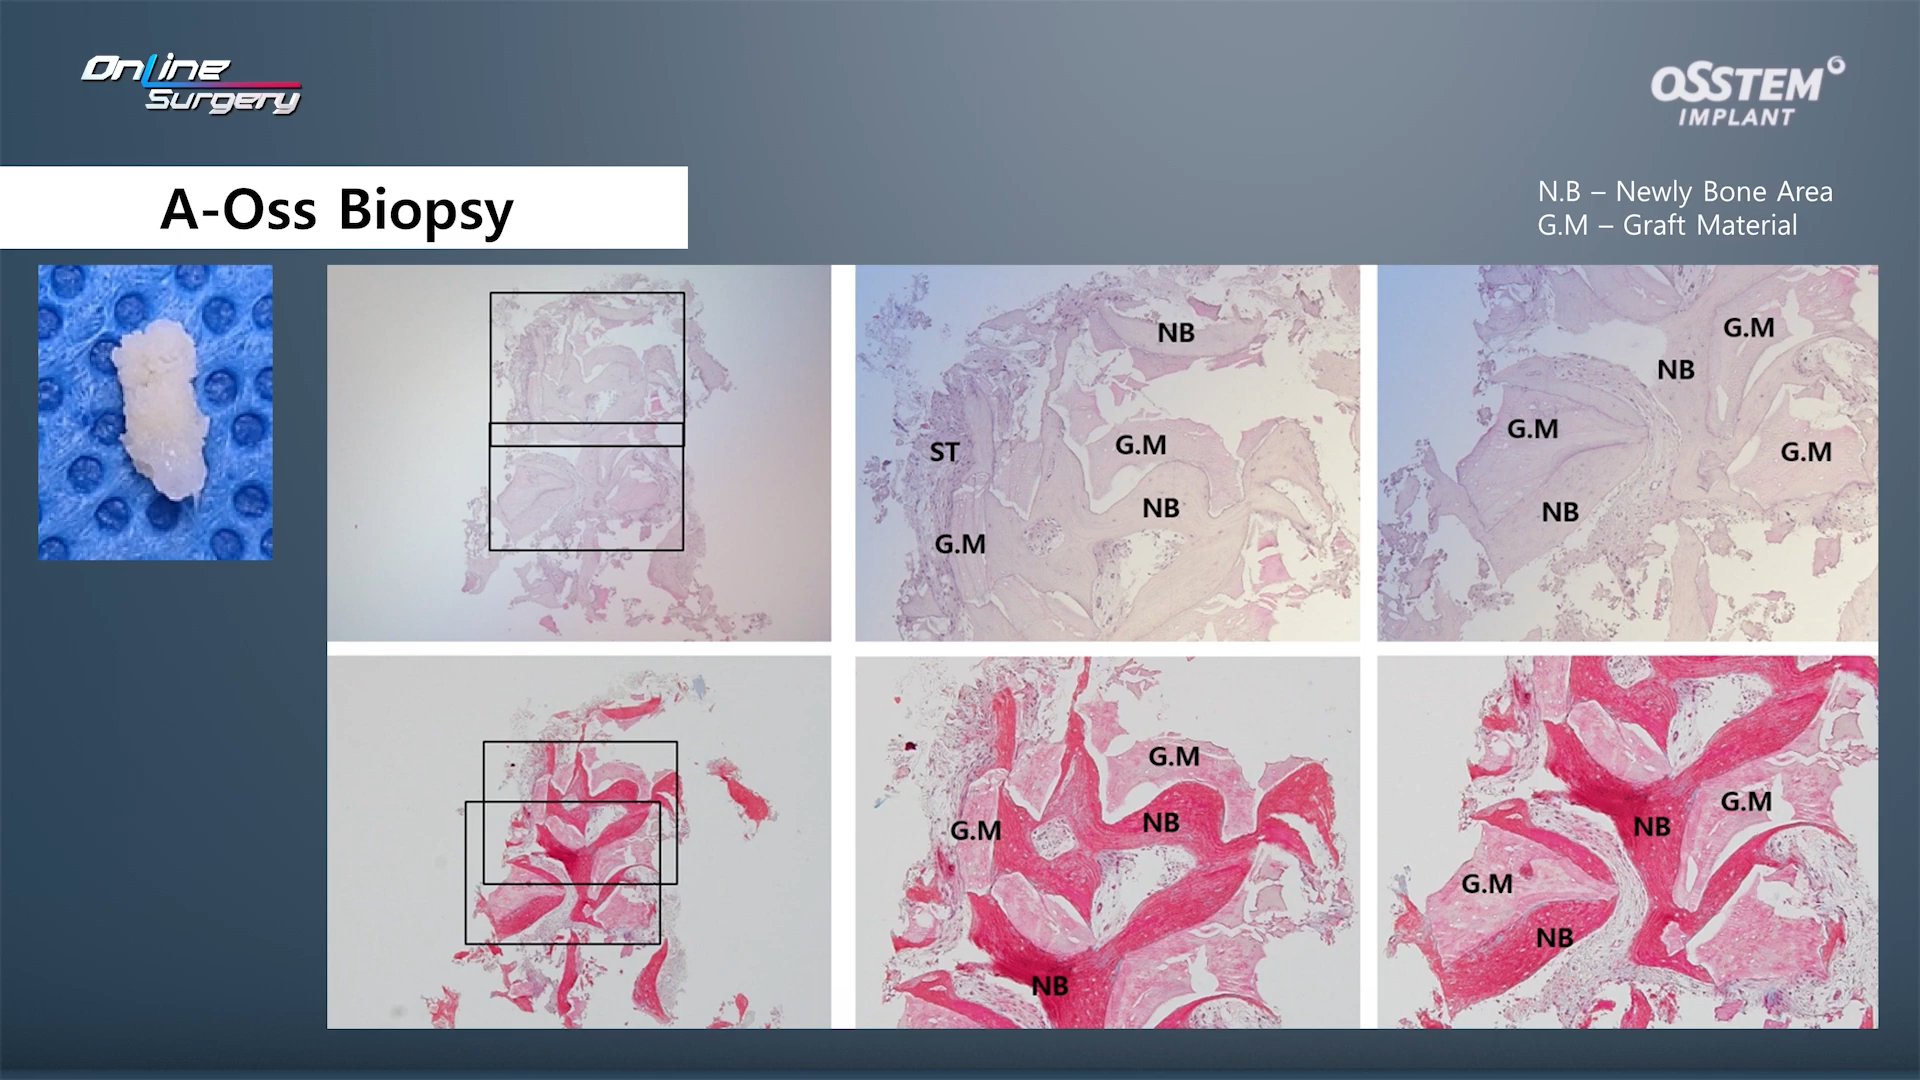 OnLine
Surgery
OSSTEM
IMPLANT
A-Oss Biopsy
N.B – Newly Bone Area
G.M – Graft Material
NB
G.M
ST
NB
G.M
G.M
NB
G.M
G.M
NB
G.M
NB
G.M
NB
G.M
NB
G.M
NB